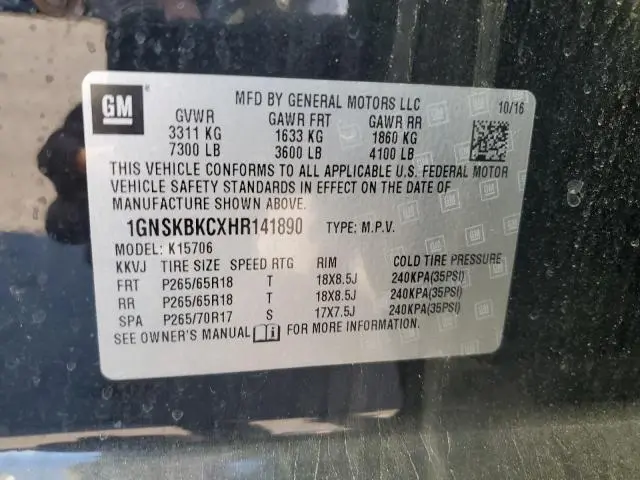 GM
MFD BY GENERAL MOTORS LLC
10/16
GVWR GAWR FRT GAWR RR
3311 KG 1633 KG 1860 KG
7300 LB 3600 LB 4100 LB
THIS VEHICLE CONFORMS TO ALL APPLICABLE U.S. FEDERAL MOTOR
VEHICLE SAFETY STANDARDS IN EFFECT ON THE DATE OF
MANUFACTURE SHOWN ABOVE.
1GNSKBKCXHR141890 TYPE: M.P.V.
MODEL: K15706
KKVJ TIRE SIZE SPEED RTG RIM COLD TIRE PRESSURE
FRT P265/65R18 T 18X8.5J 240KPA(35PSI)
RR P265/65R18 T 18X8.5J 240KPA(35PSI)
SPA P265/70R17 S 17X7.5J 240KPA(35PSI)
SEE OWNER'S MANUAL FOR MORE INFORMATION.